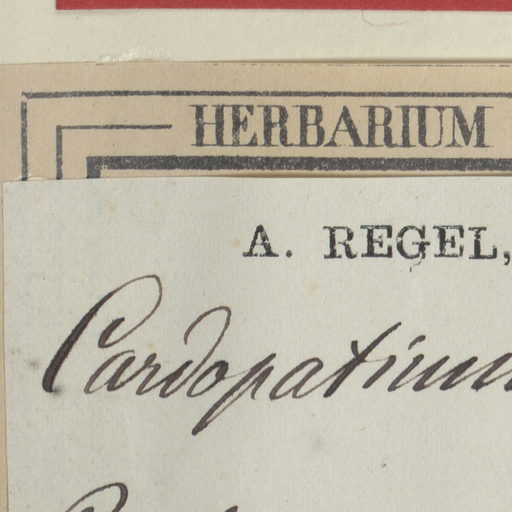 HERBARIUM
A. REGEL,
Cardopatium